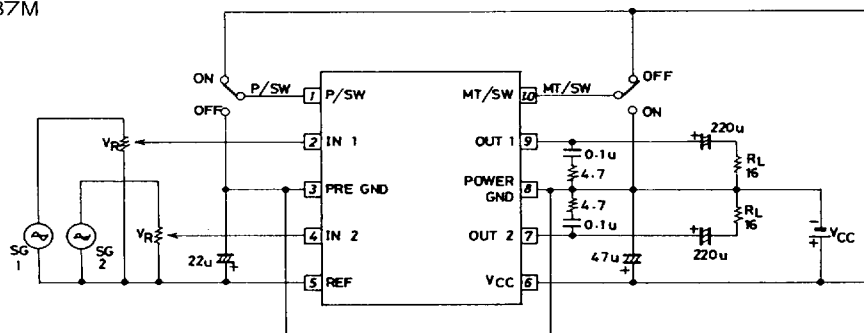 87M
ON
P/SW
OFF
1
P/SW
2
IN 1
3
PRE GND
4
IN 2
5
REF
MT/SW
10
MT/SW
OFF
ON
OUT 1
9
POWER
GND
8
OUT 2
7
VCC
6
VR
VR
SG
1
SG
2
22u
+
0.1u
4.7
4.7
0.1u
+
220u
+
220u
47u
+
RL
16
RL
16
-
+
VCC